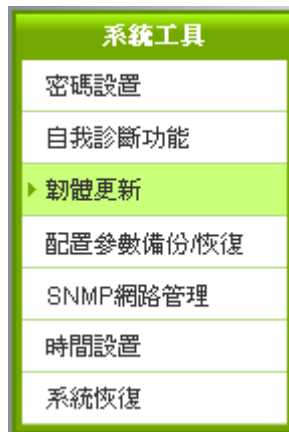 系統工具
密碼設置
自我診斷功能
韌體更新
配置參數備份/恢復
SNMP網路管理
時間設置
系統恢復